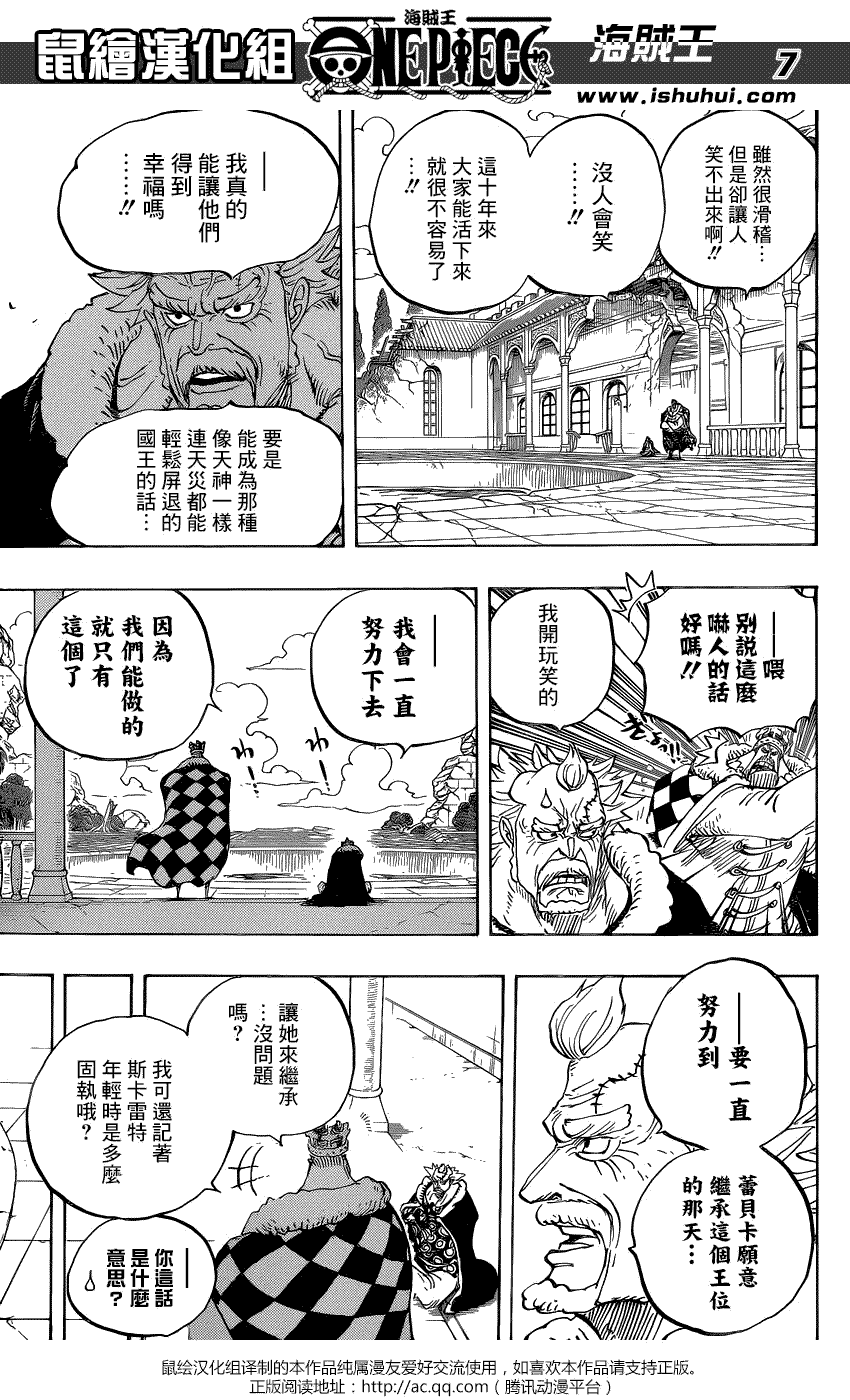 鼠繪漢化組
海賊王
ONE PIECE
海賊王
7
www.ishuhui.com
雖然很滑稽…
但是卻讓人
笑不出來啊!!
沒人會笑
……!!
這十年來
大家能活下來
就很不容易了
…!!
——
我真的
能讓他們
得到
幸福嗎
……!!
要是
能成為那種
像天神一樣
連天災都能
輕鬆屏退的
國王的話…
——喂
別說這麼
嚇人的話
好嗎!!
我開玩笑的
——
我會一直
努力下去
因為
我們能做的
就只有
這個了
わー!
わー!
——要一直
努力到
蕾貝卡願意
繼承這個王位
的那天…
讓她來繼承
…沒問題
嗎?
我可還記著
斯卡雷特
年輕時是多麼
固執哦?
——
你這話
是什麼
意思?
鼠绘汉化组译制的本作品纯属漫友爱好交流使用，如喜欢本作品请支持正版。
正版阅读地址：http://ac.qq.com（腾讯动漫平台）